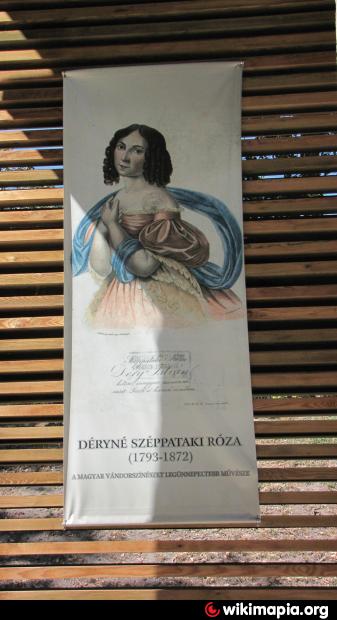 DÉRYNÉ SZÉPPATAKI RÓZA
(1793-1872)
A MAGYAR VÁNDORSZÍNÉSZET LEGÜNNEPELTEBB MŰVÉSZE
wikimapia.org